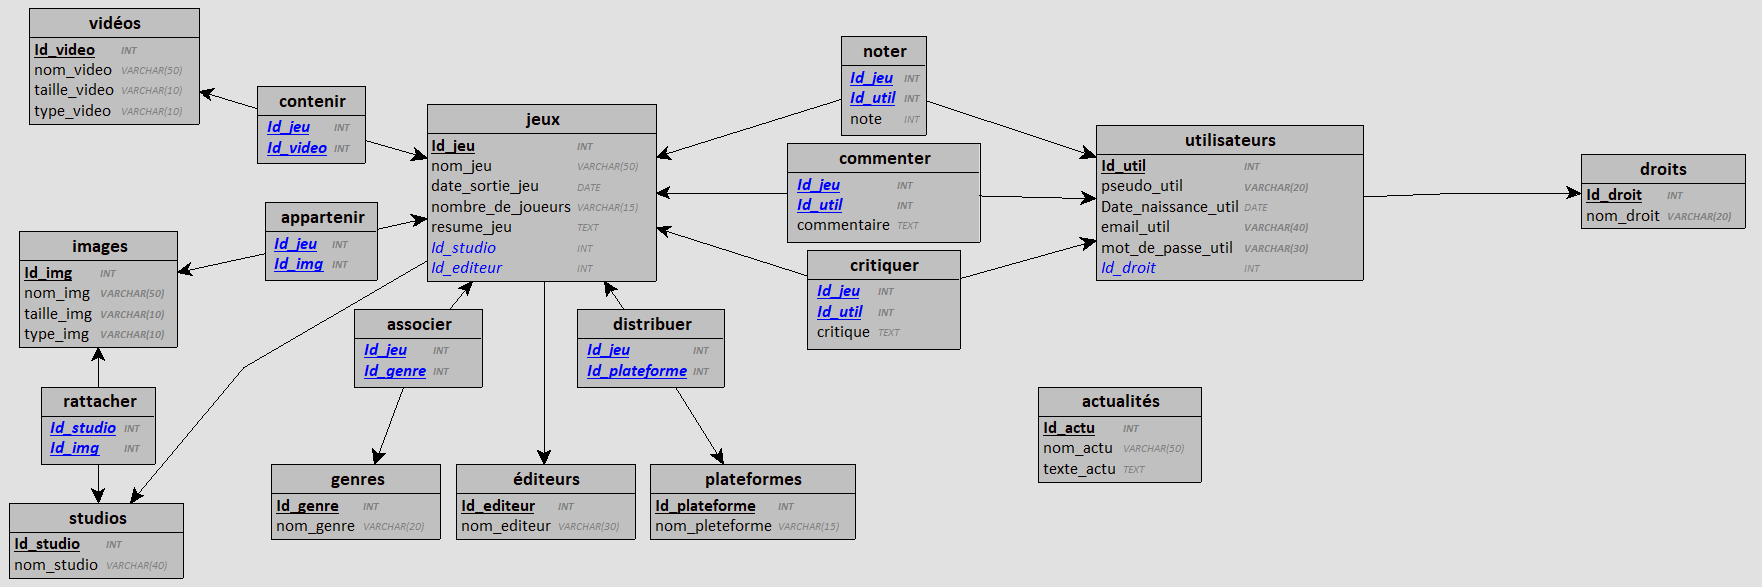 vidéos
Id_video INT
nom_video VARCHAR(50)
taille_video VARCHAR(10)
type_video VARCHAR(10)
contenir
Id_jeu INT
Id_video INT
jeux
Id_jeu INT
nom_jeu VARCHAR(50)
date_sortie_jeu DATE
nombre_de_joueurs VARCHAR(15)
resume_jeu TEXT
Id_studio INT
Id_editeur INT
noter
Id_jeu INT
Id_util INT
note INT
commenter
Id_jeu INT
Id_util INT
commentaire TEXT
critiquer
Id_jeu INT
Id_util INT
critique TEXT
utilisateurs
Id_util INT
pseudo_util VARCHAR(20)
Date_naissance_util DATE
email_util VARCHAR(40)
mot_de_passe_util VARCHAR(30)
Id_droit INT
droits
Id_droit INT
nom_droit VARCHAR(20)
appartenir
Id_jeu INT
Id_img INT
images
Id_img INT
nom_img VARCHAR(50)
taille_img VARCHAR(10)
type_img VARCHAR(10)
associer
Id_jeu INT
Id_genre INT
distribuer
Id_jeu INT
Id_plateforme INT
rattacher
Id_studio INT
Id_img INT
actualités
Id_actu INT
nom_actu VARCHAR(50)
texte_actu TEXT
studios
Id_studio INT
nom_studio VARCHAR(40)
genres
Id_genre INT
nom_genre VARCHAR(20)
éditeurs
Id_editeur INT
nom_editeur VARCHAR(30)
plateformes
Id_plateforme INT
nom_pleteforme VARCHAR(15)